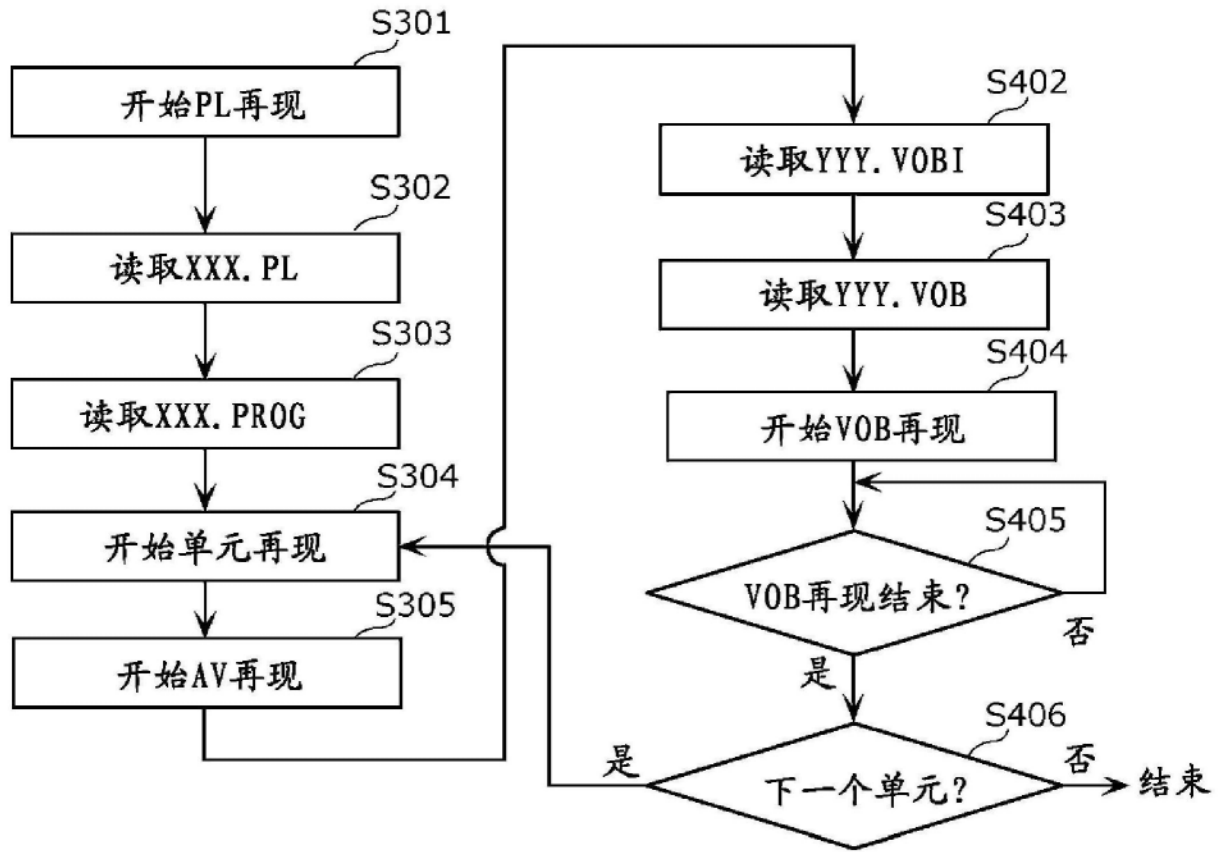 S301
开始PL再现
S302
读取XXX.PL
S303
读取XXX.PROG
S304
开始单元再现
S305
开始AV再现
S402
读取YYY.VOBI
S403
读取YYY.VOB
S404
开始VOB再现
S405
VOB再现结束?
否
是
S406
下一个单元?
是
否
结束